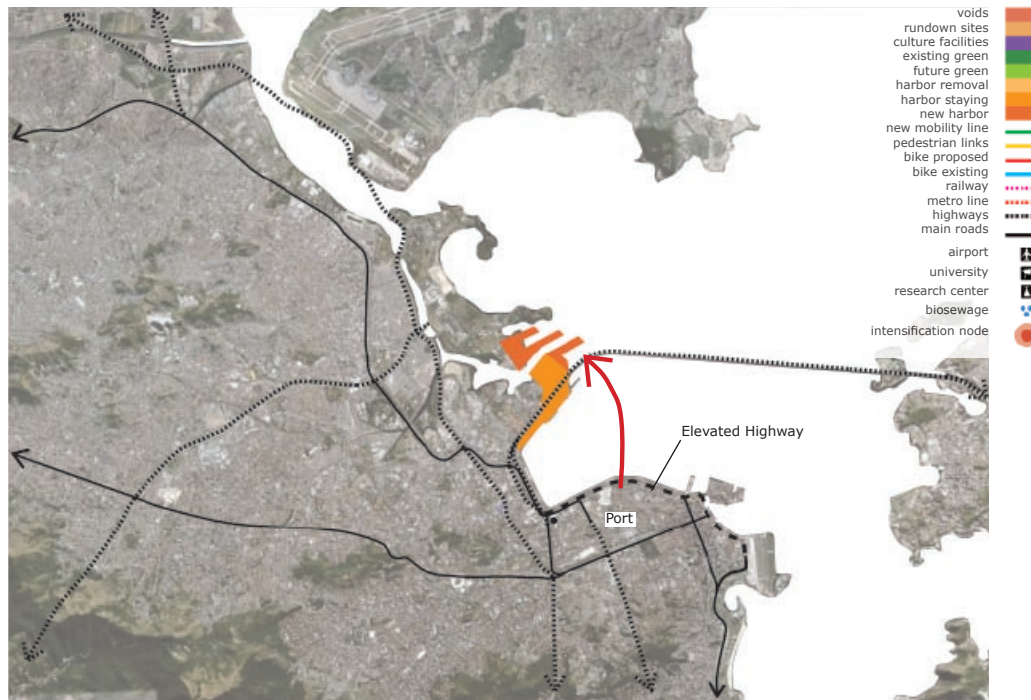 voids
rundown sites
culture facilities
existing green
future green
harbor removal
harbor staying
new harbor
new mobility line
pedestrian links
bike proposed
bike existing
railway
metro line
highways
main roads
airport
university
research center
biosewage
intensification node
Elevated Highway
Port